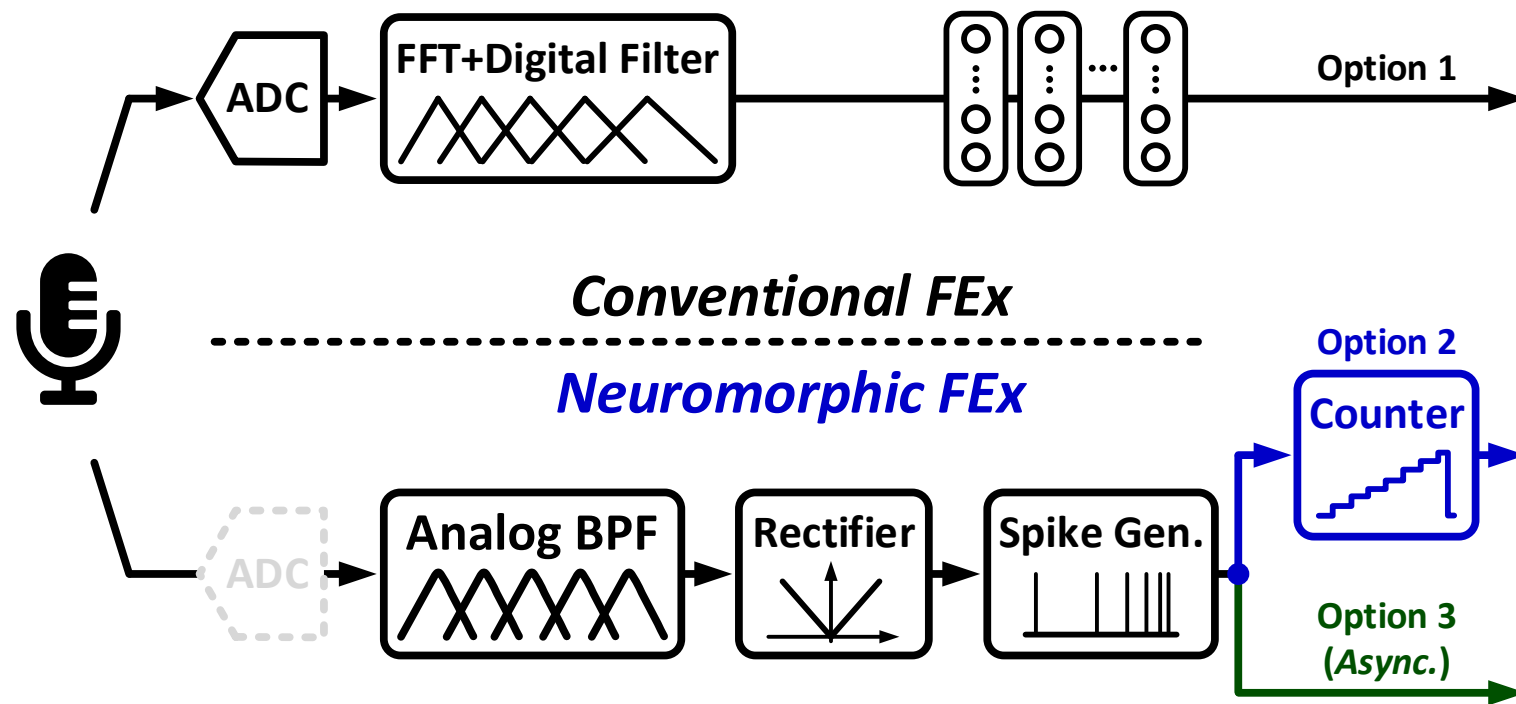 ADC
FFT+Digital Filter
Option 1
Conventional FEx
Neuromorphic FEx
Option 2
Counter
ADC
Analog BPF
Rectifier
Spike Gen.
Option 3
(Async.)